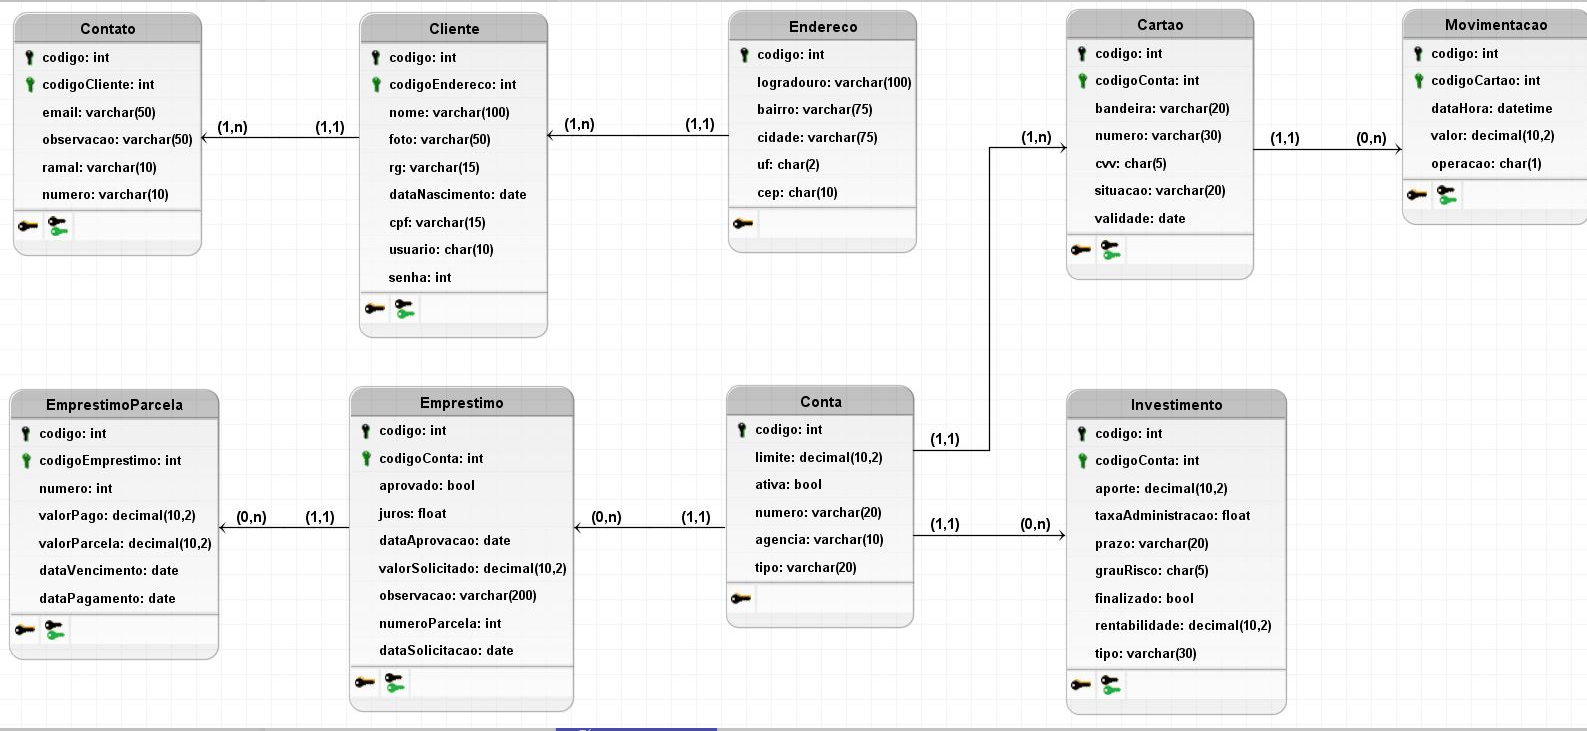 Contato
codigo: int
codigoCliente: int
email: varchar(50)
observacao: varchar(50)
ramal: varchar(10)
numero: varchar(10)
(1,n)
(1,1)
Cliente
codigo: int
codigoEndereco: int
nome: varchar(100)
foto: varchar(50)
rg: varchar(15)
dataNascimento: date
cpf: varchar(15)
usuario: char(10)
senha: int
(1,n)
(1,1)
Endereco
codigo: int
logradouro: varchar(100)
bairro: varchar(75)
cidade: varchar(75)
uf: char(2)
cep: char(10)
(1,n)
Cartao
codigo: int
codigoConta: int
bandeira: varchar(20)
numero: varchar(30)
cvv: char(5)
situacao: varchar(20)
validade: date
(1,1)
(0,n)
Movimentacao
codigo: int
codigoCartao: int
dataHora: datetime
valor: decimal(10,2)
operacao: char(1)
EmprestimoParcela
codigo: int
codigoEmprestimo: int
numero: int
valorPago: decimal(10,2)
valorParcela: decimal(10,2)
dataVencimento: date
dataPagamento: date
(0,n)
(1,1)
Emprestimo
codigo: int
codigoConta: int
aprovado: bool
juros: float
dataAprovacao: date
valorSolicitado: decimal(10,2)
observacao: varchar(200)
numeroParcela: int
dataSolicitacao: date
(0,n)
(1,1)
Conta
codigo: int
limite: decimal(10,2)
ativa: bool
numero: varchar(20)
agencia: varchar(10)
tipo: varchar(20)
(1,1)
(1,1)
(0,n)
Investimento
codigo: int
codigoConta: int
aporte: decimal(10,2)
taxaAdministracao: float
prazo: varchar(20)
grauRisco: char(5)
finalizado: bool
rentabilidade: decimal(10,2)
tipo: varchar(30)